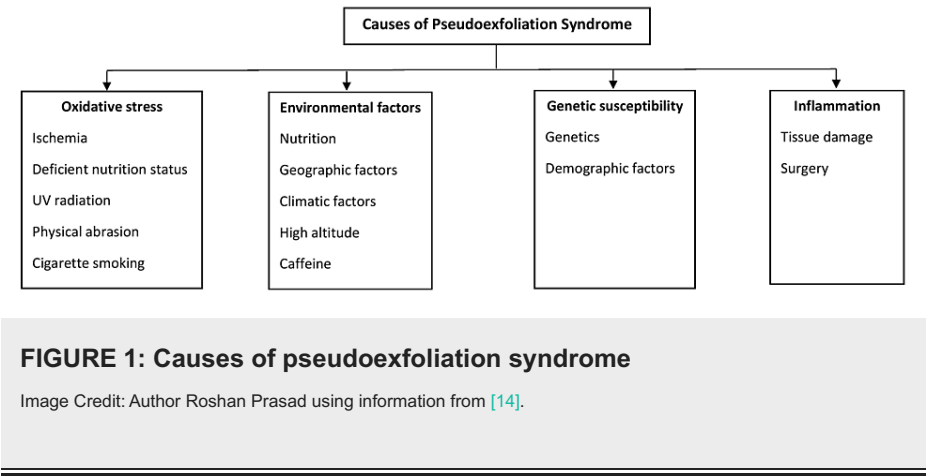 Causes of Pseudoexfoliation Syndrome
Oxidative stress
Ischemia
Deficient nutrition status
UV radiation
Physical abrasion
Cigarette smoking
Environmental factors
Nutrition
Geographic factors
Climatic factors
High altitude
Caffeine
Genetic susceptibility
Genetics
Demographic factors
Inflammation
Tissue damage
Surgery
FIGURE 1: Causes of pseudoexfoliation syndrome
Image Credit: Author Roshan Prasad using information from [14].